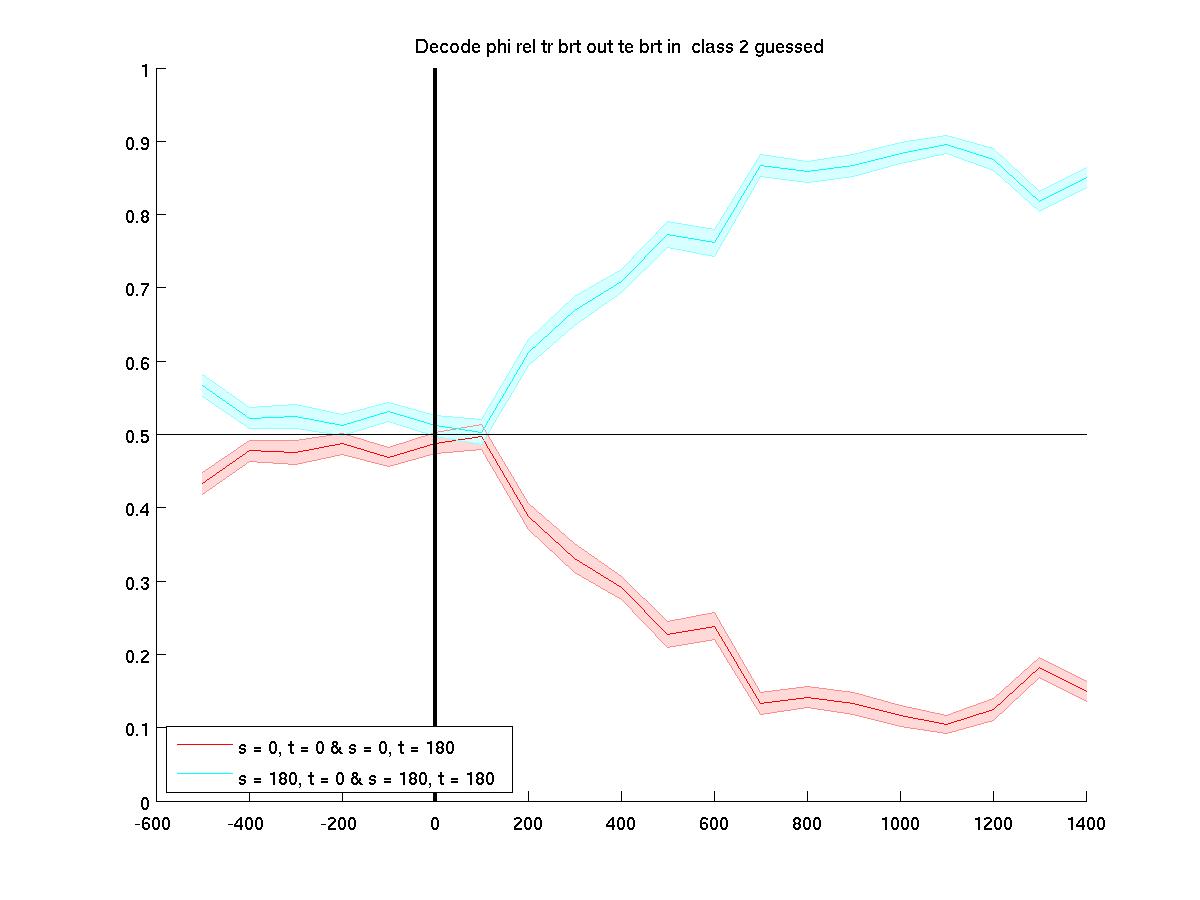 Decode phi rel tr brt out te brt in  class 2 guessed
1
0.9
0.8
0.7
0.6
0.5
0.4
0.3
0.2
0.1
0
s = 0, t = 0 & s = 0, t = 180
s = 180, t = 0 & s = 180, t = 180
-600 -400 -200 0 200 400 600 800 1000 1200 1400